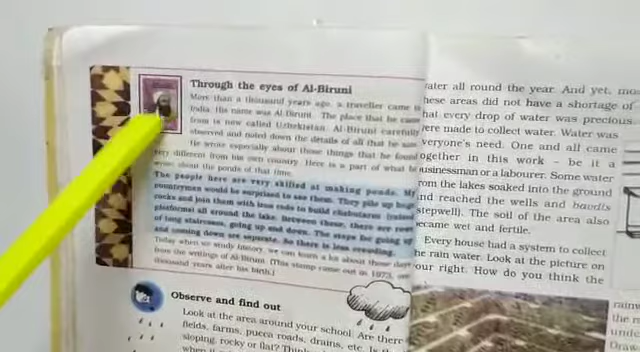 Through the eyes of Al-Biruni
More than a thousand years ago, a traveller came to
India. His name was Al-Biruni. The place that he came
from is now called Uzbekistan. Al-Biruni carefully
observed and noted down the details of all that he saw.
He wrote especially about those things that he found
very different from his own country. Here is a part of what he
wrote about the ponds of that time.
The people here are very skilled at making ponds. My
countrymen would be surprised to see them. They pile up huge
rocks and join them with iron rods to build chabutaras (raised
platforms) all around the lake. Between these, there are rows
of long staircases, going up and down. The steps for going up
and coming down are separate. So there is less crowding.
Today when we study history, we can learn a lot about those days
from the writings of Al-Biruni. (This stamp came out in 1973, one
thousand years after his birth.)
Observe and find out
Look at the area around your school. Are there
fields, farms, pucca roads, drains, etc. Is the
sloping, rocky or flat?
water all round the year. And yet,
these areas did not have a shortage of
that every drop of water was precious.
were made to collect water. Water was
everyone's need. One and all came
together in this work – be it a
businessman or a labourer. Some water
from the lakes soaked into the ground
and reached the wells and baudis
(stepwell). The soil of the area also
became wet and fertile.
Every house had a system to collect
the rain water. Look at the picture on
your right. How do you think the